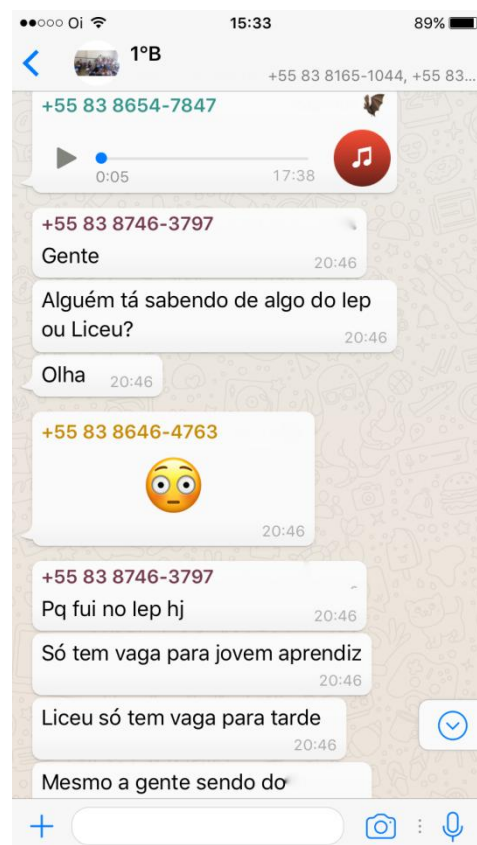 Oi 15:33 89%
1ºB
+55 83 8165-1044, +55 83...
+55 83 8654-7847
0:05 17:38
+55 83 8746-3797
Gente
20:46
Alguém tá sabendo de algo do Iep
ou Liceu?
20:46
Olha 20:46
+55 83 8646-4763
20:46
+55 83 8746-3797
Pq fui no Iep hj
20:46
Só tem vaga para jovem aprendiz
20:46
Liceu só tem vaga para tarde
20:46
Mesmo a gente sendo do